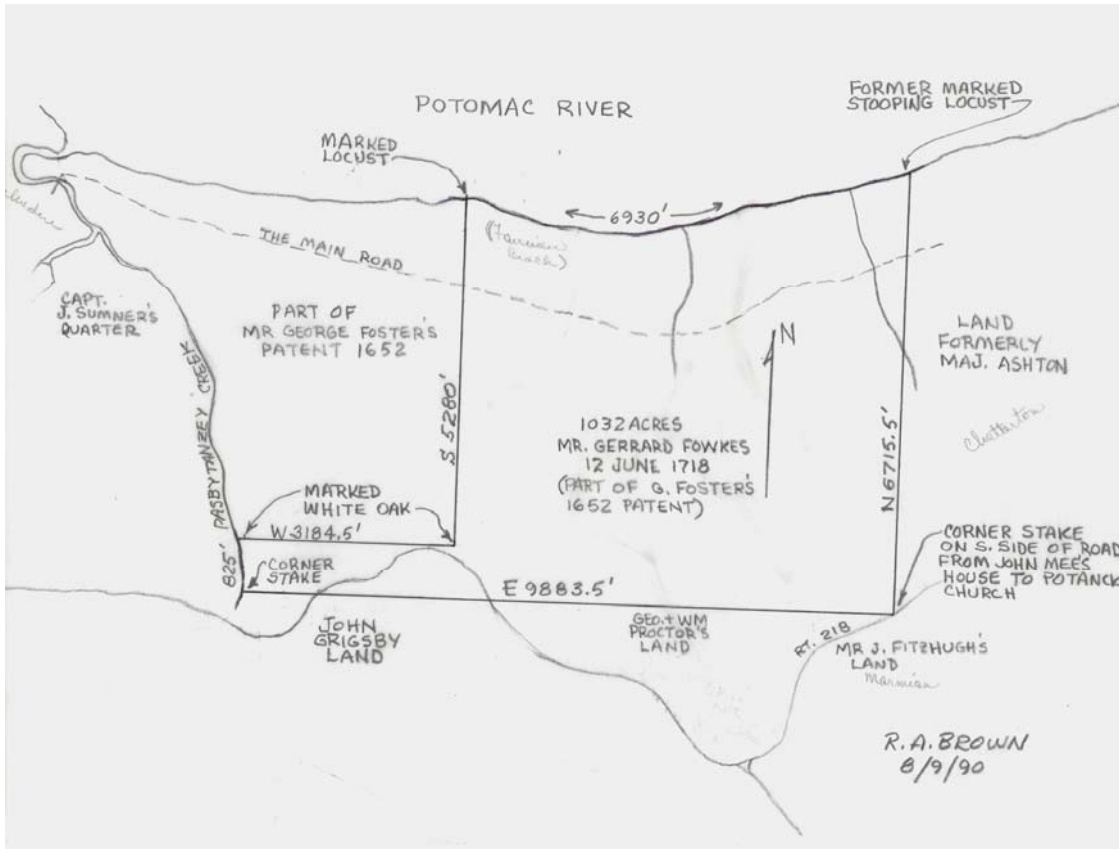 POTOMAC RIVER
FORMER MARKED
STOOPING LOCUST
MARKED
LOCUST
6930'
THE MAIN ROAD
CAPT.
J. SUMNER'S
QUARTER
PART OF
MR GEORGE FOSTER'S
PATENT 1652
S 5280'
N
LAND
FORMERLY
MAJ. ASHTON
Chatterton
1032 ACRES
MR. GERRARD FOWKES
12 JUNE 1718
(PART OF G. FOSTER'S
1652 PATENT)
N 6715.5'
PASBYTANZEY CREEK
MARKED
WHITE OAK
W 3184.5'
825'
CORNER
STAKE
E 9883.5'
CORNER STAKE
ON S. SIDE OF ROAD
FROM JOHN MEE'S
HOUSE TO POTANCK
CHURCH
JOHN
GRIGSBY
LAND
GEO. + WM
PROCTOR'S
LAND
RT. 218
MR J. FITZHUGH'S
LAND
Marmion
R. A. BROWN
8/9/90